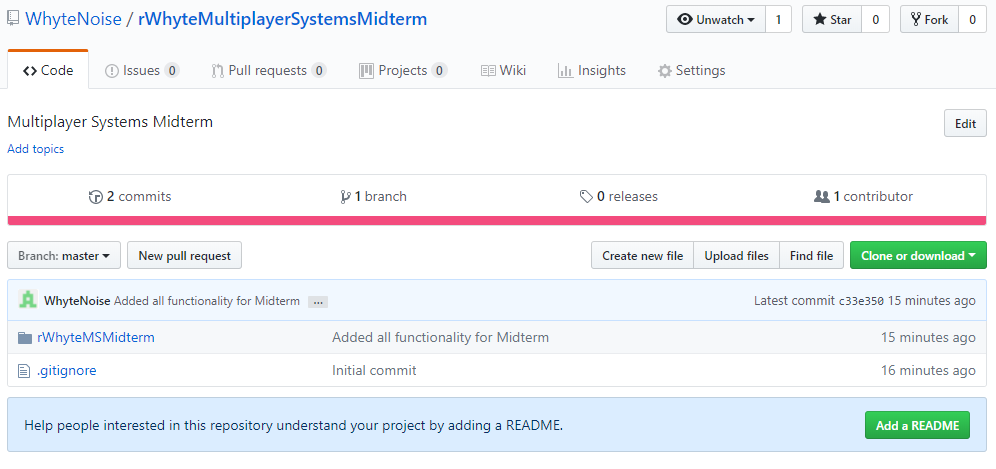 WhyteNoise / rWhyteMultiplayerSystemsMidterm Unwatch 1 Star 0 Fork 0
Code Issues 0 Pull requests 0 Projects 0 Wiki Insights Settings
Multiplayer Systems Midterm Edit
Add topics
2 commits 1 branch 0 releases 1 contributor
Branch: master New pull request Create new file Upload files Find file Clone or download
WhyteNoise Added all functionality for Midterm ... Latest commit c33e350 15 minutes ago
rWhyteMSMidterm Added all functionality for Midterm 15 minutes ago
.gitignore Initial commit 16 minutes ago
Help people interested in this repository understand your project by adding a README. Add a README